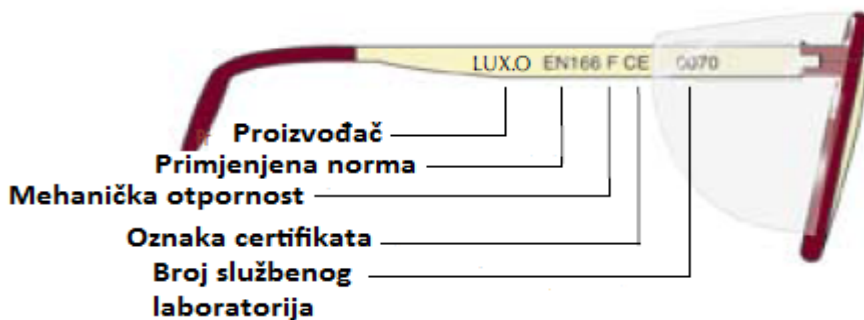 LUX.O EN166 F CE 0070
Proizvođač
Primjenjena norma
Mehanička otpornost
Oznaka certifikata
Broj službenog
laboratorija